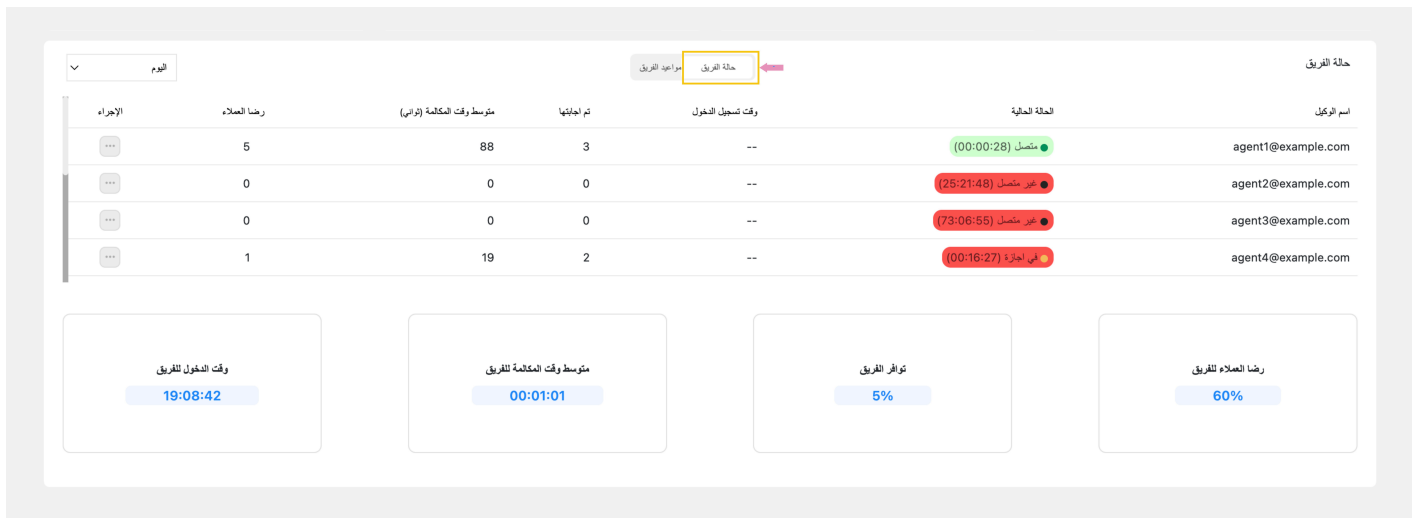 حالة الفريق
حالة الفريق مواعيد الفريق
اليوم
اسم الوكيل الحالة الحالية وقت تسجيل الدخول تم اجابتها متوسط وقت المكالمة (ثواني) رضا العملاء الإجراء
agent1@example.com متصل (00:00:28) -- 3 88 5 ...
agent2@example.com غير متصل (25:21:48) -- 0 0 0 ...
agent3@example.com غير متصل (73:06:55) -- 0 0 0 ...
agent4@example.com في اجازة (00:16:27) -- 2 19 1 ...
رضا العملاء للفريق توافر الفريق متوسط وقت المكالمة للفريق وقت الدخول للفريق
60% 5% 00:01:01 19:08:42